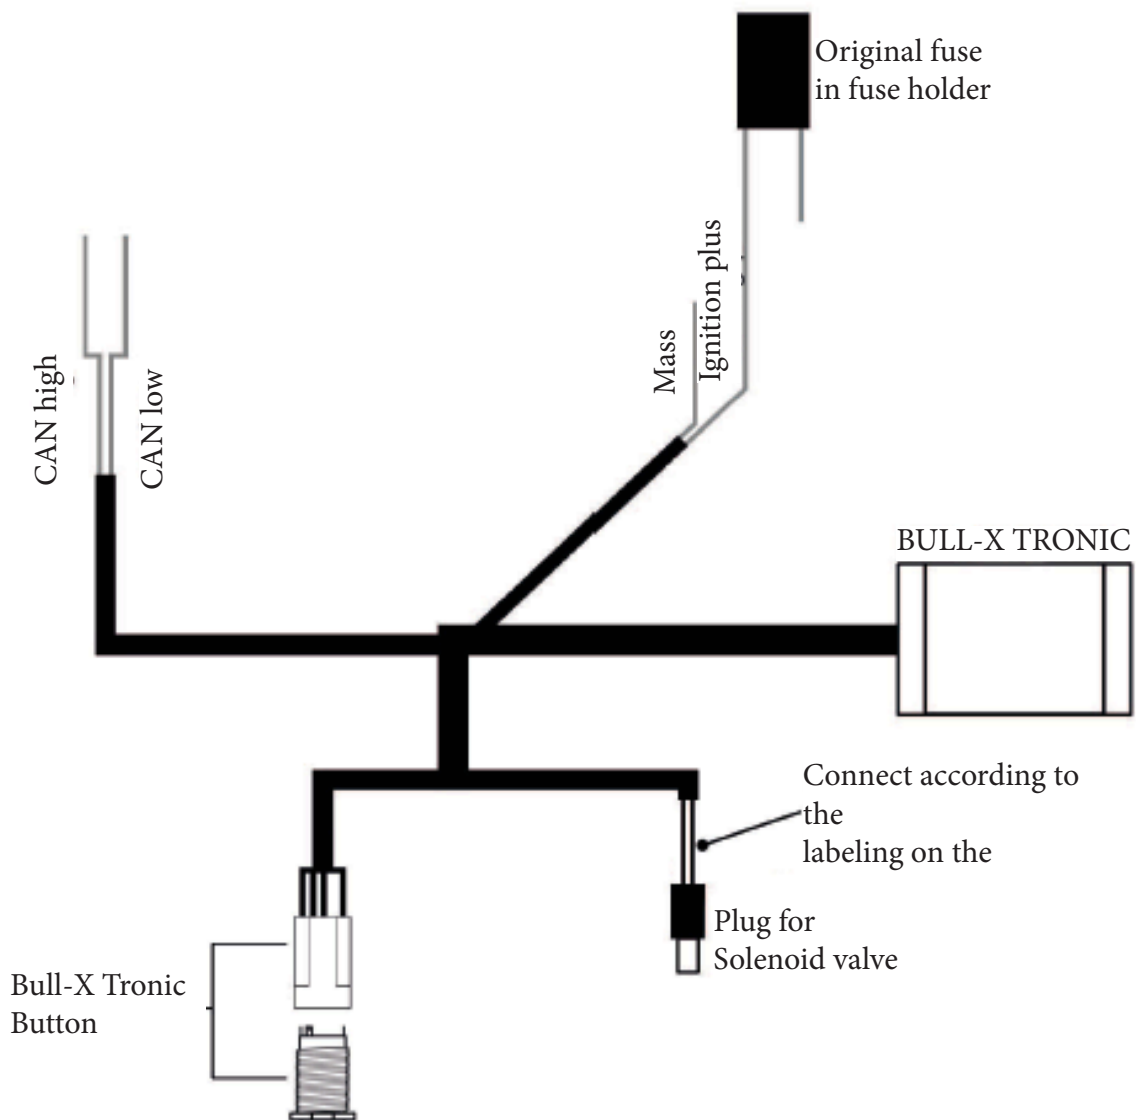 Original fuse
in fuse holder
Mass
Ignition plus
CAN high
CAN low
BULL-X TRONIC
Connect according to
the
labeling on the
Plug for
Solenoid valve
Bull-X Tronic
Button